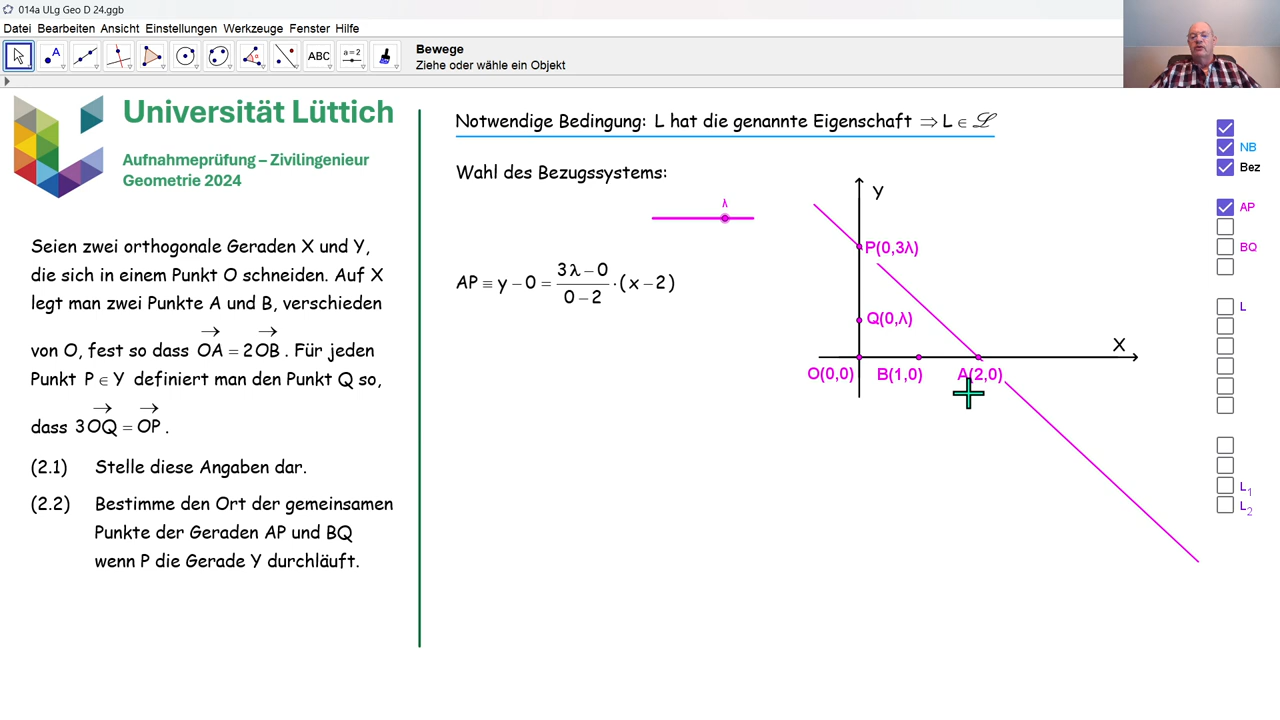 014a ULg Geo D 24.ggb
Datei Bearbeiten Ansicht Einstellungen Werkzeuge Fenster Hilfe
A
ABC
a=2
Bewege
Ziehe oder wähle ein Objekt
Universität Lüttich
Aufnahmeprüfung – Zivilingenieur
Geometrie 2024
Seien zwei orthogonale Geraden X und Y,
die sich in einem Punkt O schneiden. Auf X
legt man zwei Punkte A und B, verschieden
von O, fest so dass OA = 2OB. Für jeden
Punkt P ∈ Y definiert man den Punkt Q so,
dass 3OQ = OP.
(2.1) Stelle diese Angaben dar.
(2.2) Bestimme den Ort der gemeinsamen
Punkte der Geraden AP und BQ
wenn P die Gerade Y durchläuft.
Notwendige Bedingung: L hat die genannte Eigenschaft ⇒ L ∈ ℒ
Wahl des Bezugssystems:
λ
AP ≡ y − 0 = (3λ − 0)/(0 − 2) · (x − 2)
Y
P(0,3λ)
Q(0,λ)
X
O(0,0) B(1,0) A(2,0)
NB
Bez
AP
BQ
L
L1
L2